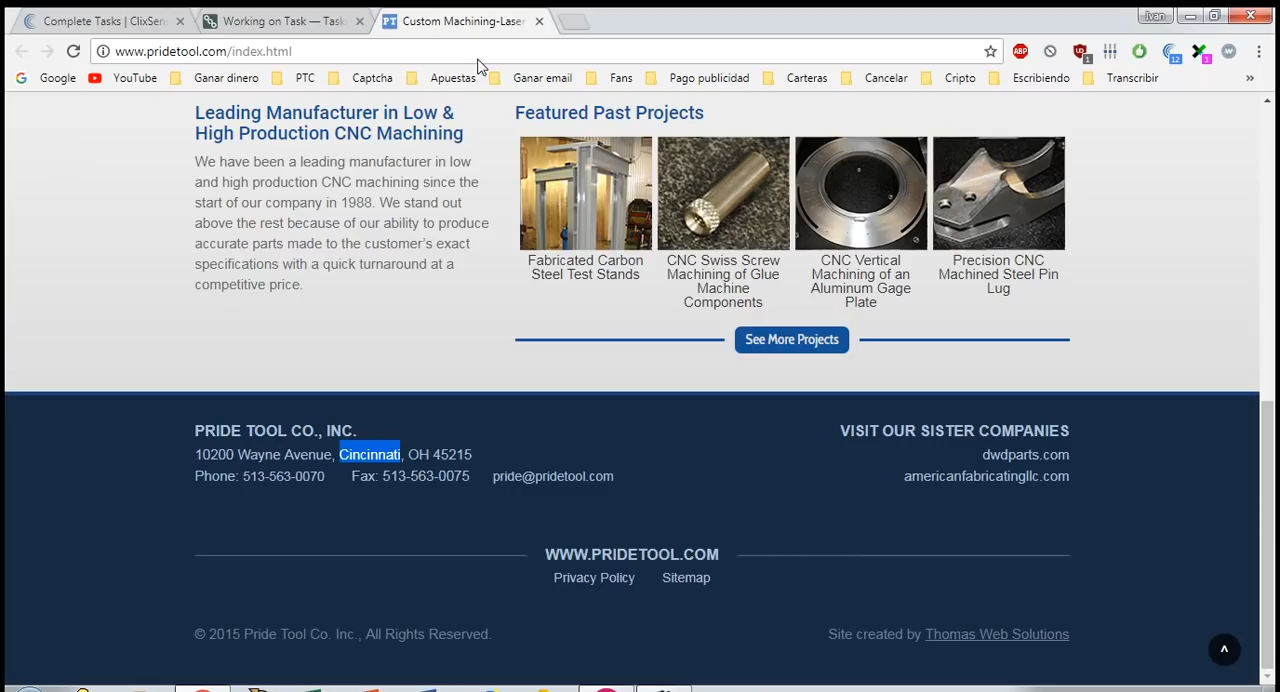 Complete Tasks | ClixSen
Working on Task — Task
Custom Machining-Laser
Ivan
www.pridetool.com/index.html
ABP
1
12
1
Google
YouTube
Ganar dinero
PTC
Captcha
Apuestas
Ganar email
Fans
Pago publicidad
Carteras
Cancelar
Cripto
Escribiendo
Transcribir
»
Leading Manufacturer in Low &
High Production CNC Machining
We have been a leading manufacturer in low
and high production CNC machining since the
start of our company in 1988. We stand out
above the rest because of our ability to produce
accurate parts made to the customer’s exact
specifications with a quick turnaround at a
competitive price.
Featured Past Projects
Fabricated Carbon
Steel Test Stands
CNC Swiss Screw
Machining of Glue
Machine
Components
CNC Vertical
Machining of an
Aluminum Gage
Plate
Precision CNC
Machined Steel Pin
Lug
See More Projects
PRIDE TOOL CO., INC.
10200 Wayne Avenue, Cincinnati, OH 45215
Phone: 513-563-0070 Fax: 513-563-0075 pride@pridetool.com
VISIT OUR SISTER COMPANIES
dwdparts.com
americanfabricatingllc.com
WWW.PRIDETOOL.COM
Privacy Policy Sitemap
© 2015 Pride Tool Co. Inc., All Rights Reserved.
Site created by Thomas Web Solutions